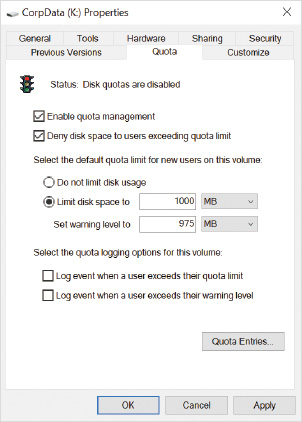 CorpData (K:) Properties
General Tools Hardware Sharing Security
Previous Versions Quota Customize
Status: Disk quotas are disabled
Enable quota management
Deny disk space to users exceeding quota limit
Select the default quota limit for new users on this volume:
Do not limit disk usage
Limit disk space to 1000 MB
Set warning level to 975 MB
Select the quota logging options for this volume:
Log event when a user exceeds their quota limit
Log event when a user exceeds their warning level
Quota Entries...
OK Cancel Apply